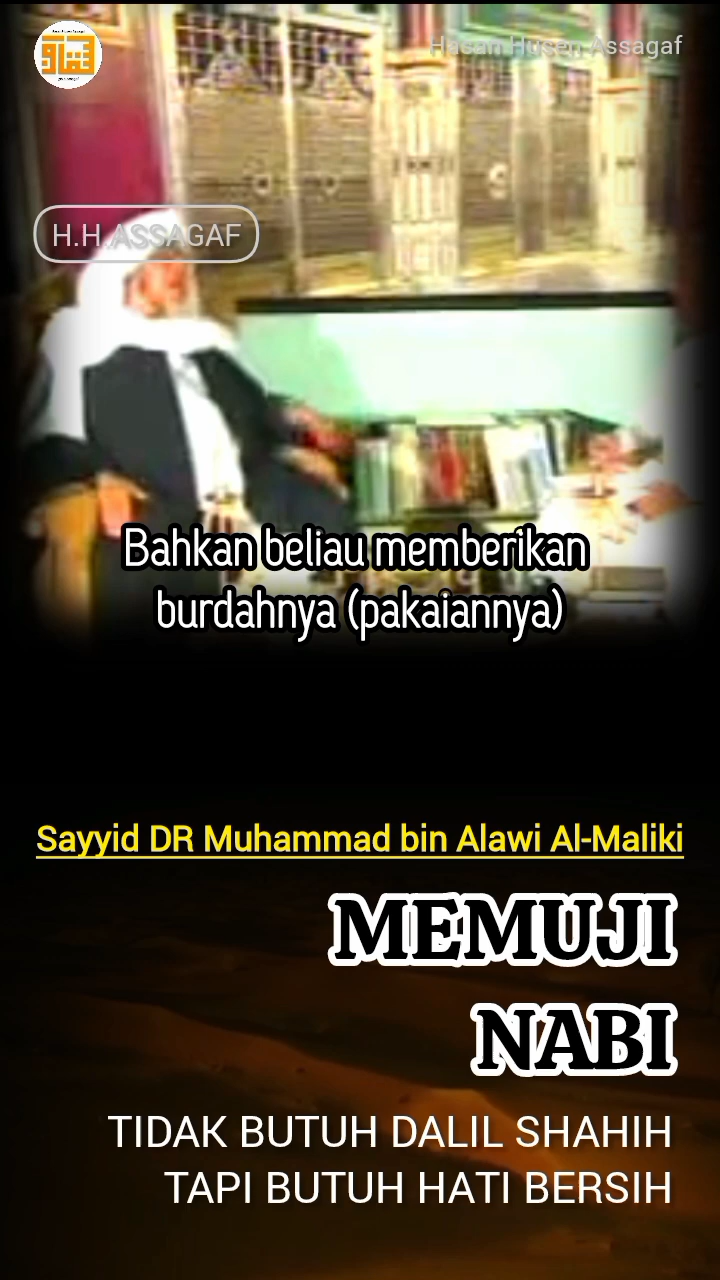 Hasan Husen Assagaf
H.H.ASSAGAF
Bahkan beliau memberikan
burdahnya (pakaiannya)
Sayyid DR Muhammad bin Alawi Al-Maliki
MEMUJI
NABI
TIDAK BUTUH DALIL SHAHIH
TAPI BUTUH HATI BERSIH